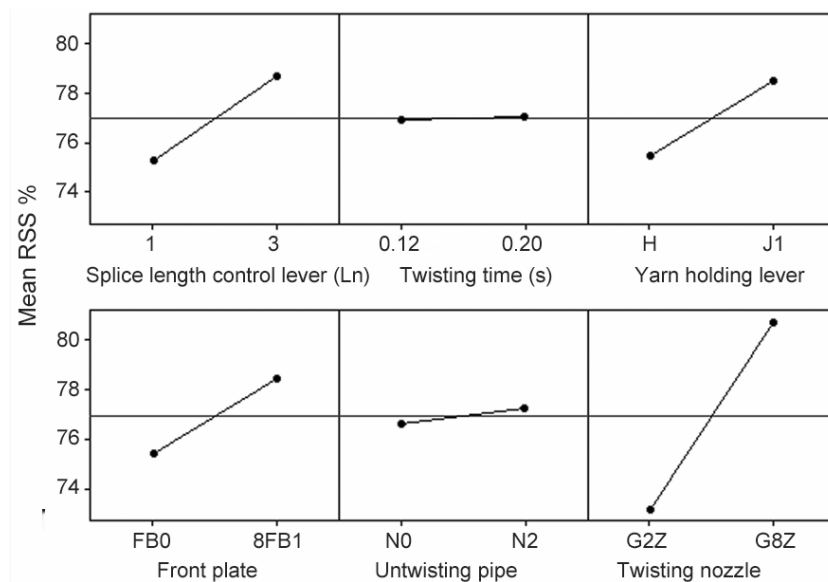 Mean RSS %
80
78
76
74
1 3
Splice length control lever (Ln)
0.12 0.20
Twisting time (s)
H J1
Yarn holding lever
80
78
76
74
FB0 8FB1
Front plate
N0 N2
Untwisting pipe
G2Z G8Z
Twisting nozzle